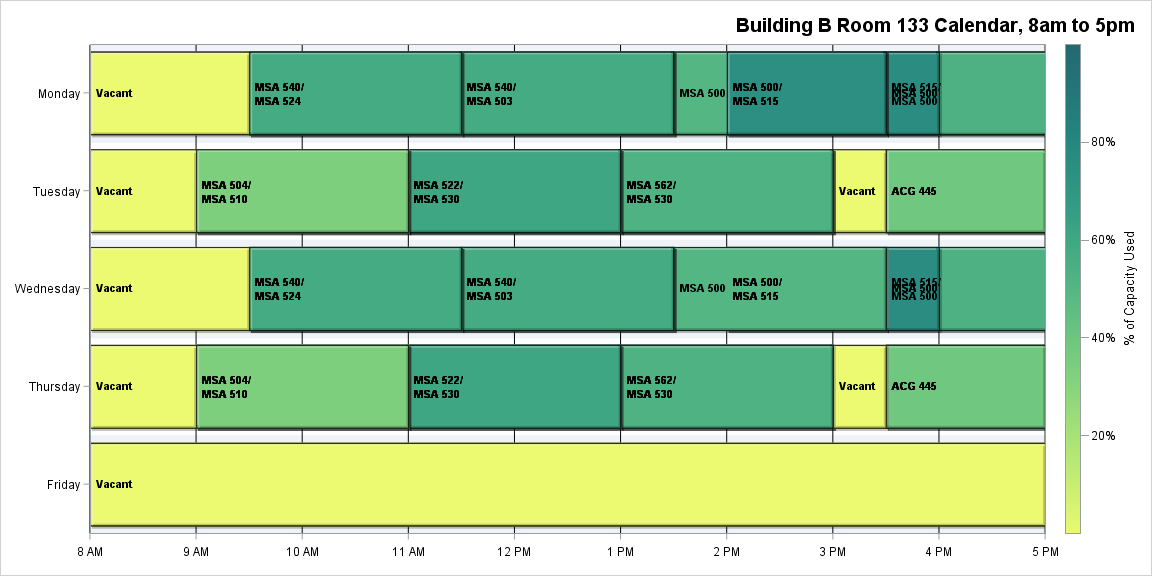 Building B Room 133 Calendar, 8am to 5pm
Monday
Vacant
MSA 540/
MSA 524
MSA 540/
MSA 503
MSA 500
MSA 500/
MSA 515
MSA 515/
MSA 500
MSA 500
Tuesday
Vacant
MSA 504/
MSA 510
MSA 522/
MSA 530
MSA 562/
MSA 530
Vacant
ACG 445
Wednesday
Vacant
MSA 540/
MSA 524
MSA 540/
MSA 503
MSA 500
MSA 500/
MSA 515
MSA 515/
MSA 500
MSA 500
Thursday
Vacant
MSA 504/
MSA 510
MSA 522/
MSA 530
MSA 562/
MSA 530
Vacant
ACG 445
Friday
Vacant
8 AM
9 AM
10 AM
11 AM
12 PM
1 PM
2 PM
3 PM
4 PM
5 PM
80%
60%
40%
20%
% of Capacity Used